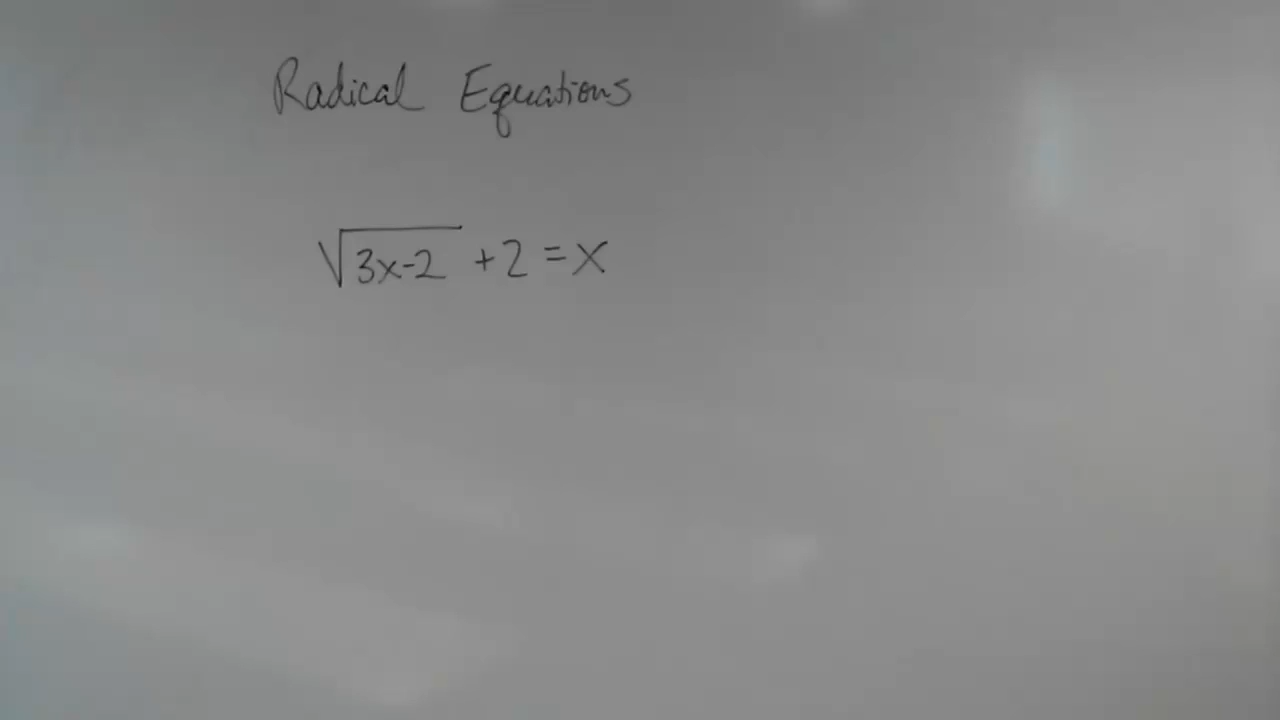 Radical Equations
√3x-2 +2 = x